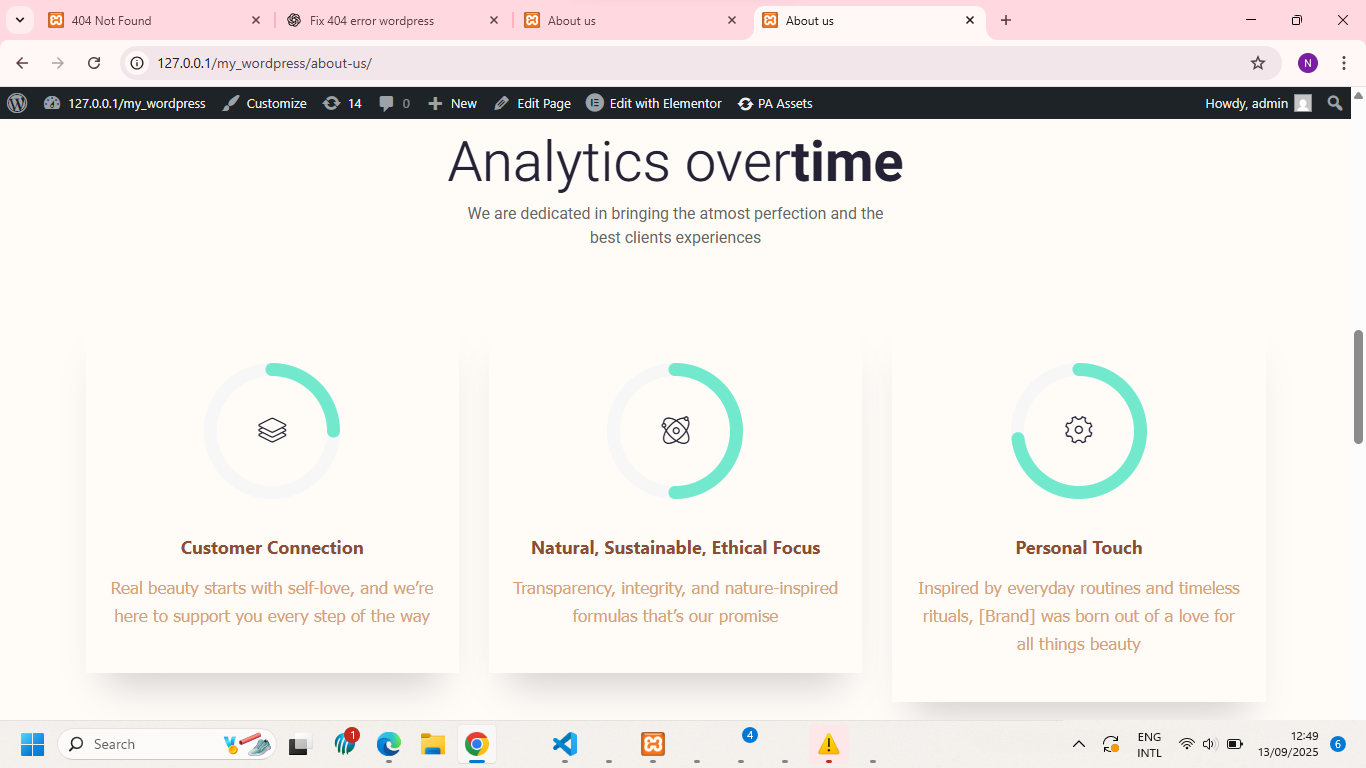 404 Not Found
Fix 404 error wordpress
About us
About us
127.0.0.1/my_wordpress/about-us/
N
127.0.0.1/my_wordpress
Customize
14
0
New
Edit Page
Edit with Elementor
PA Assets
Howdy, admin
Analytics overtime
We are dedicated in bringing the atmost perfection and the
best clients experiences
Customer Connection
Real beauty starts with self-love, and we’re
here to support you every step of the way
Natural, Sustainable, Ethical Focus
Transparency, integrity, and nature-inspired
formulas that’s our promise
Personal Touch
Inspired by everyday routines and timeless
rituals, [Brand] was born out of a love for
all things beauty
Search
1
4
ENG
INTL
12:49
13/09/2025
6